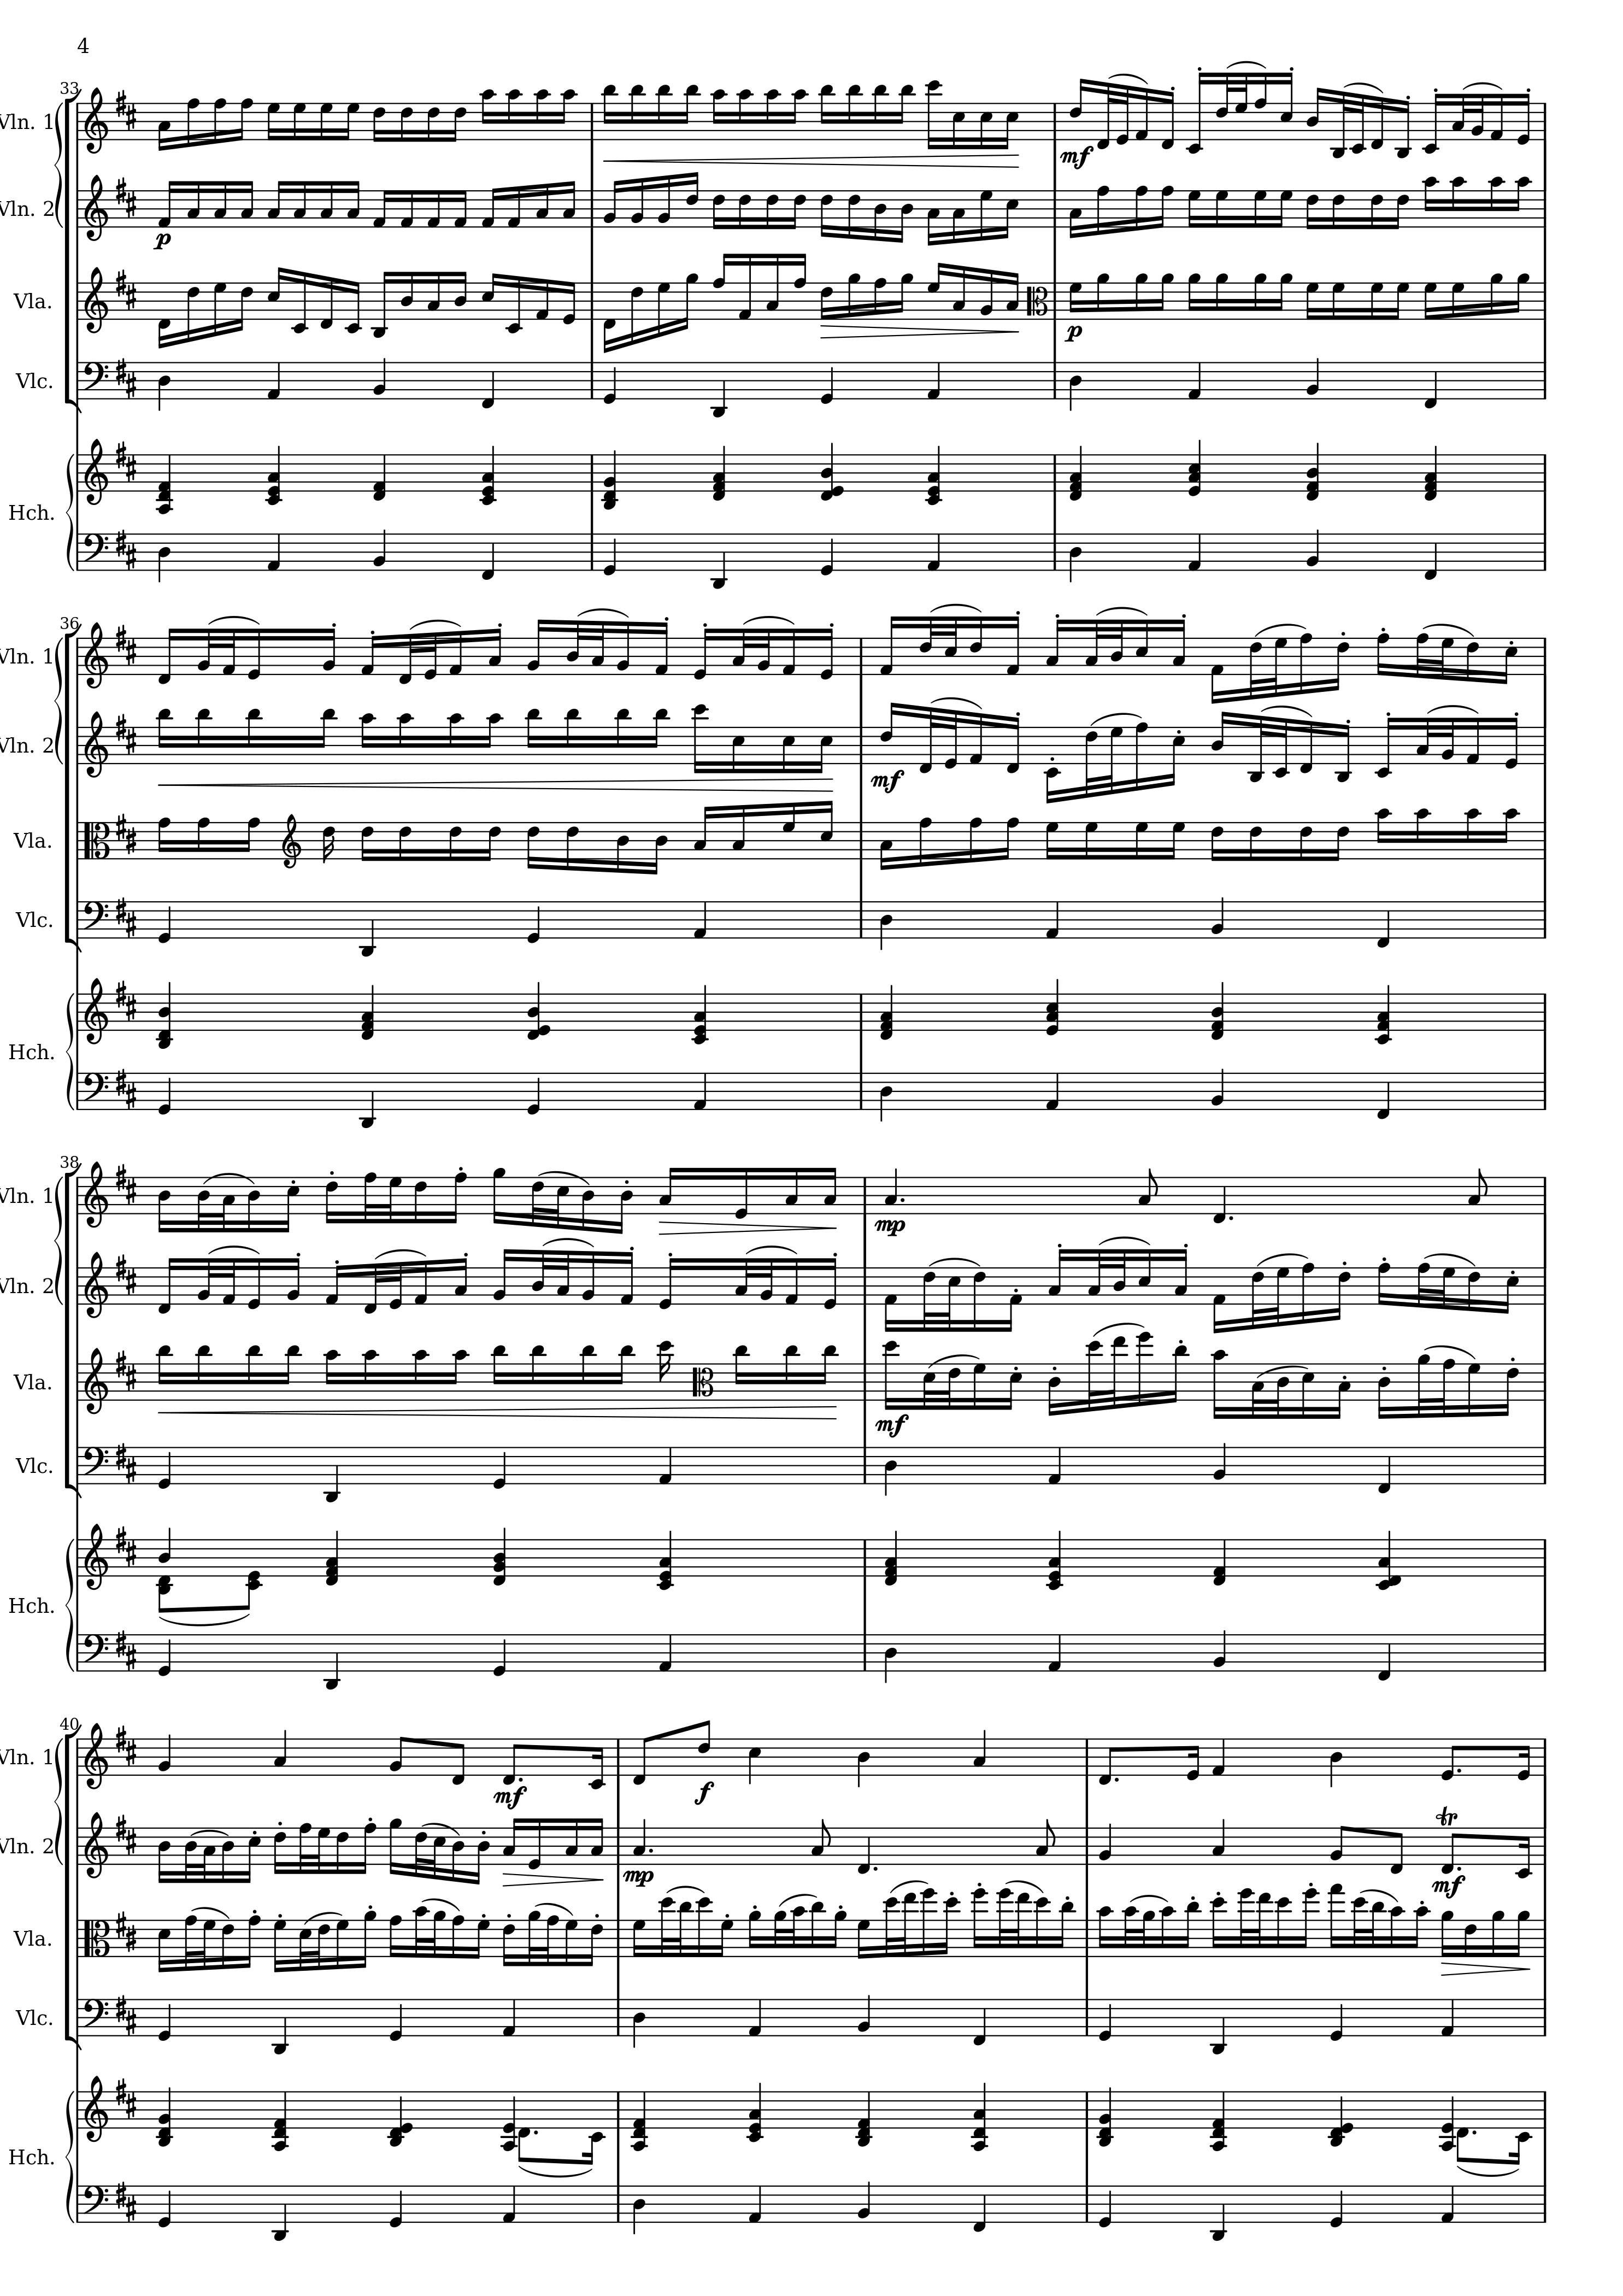 4
33
Vln. 1
mf
Vln. 2
p
Vla.
p
Vlc.
Hch.
36
Vln. 1
Vln. 2
mf
Vla.
Vlc.
Hch.
38
Vln. 1
mp
Vln. 2
Vla.
mf
Vlc.
Hch.
40
Vln. 1
mf
f
tr
Vln. 2
mp
mf
Vla.
Vlc.
Hch.